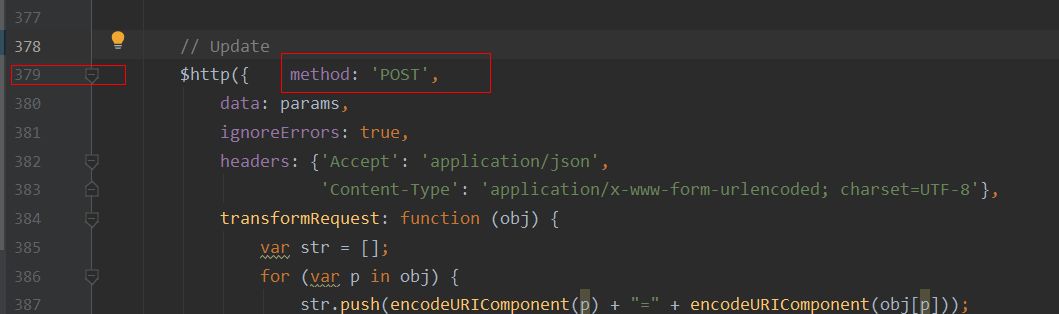 377
378 // Update
379 $http({ method: 'POST',
380 data: params,
381 ignoreErrors: true,
382 headers: {'Accept': 'application/json',
383 'Content-Type': 'application/x-www-form-urlencoded; charset=UTF-8'},
384 transformRequest: function (obj) {
385 var str = [];
386 for (var p in obj) {
387 str.push(encodeURIComponent(p) + "=" + encodeURIComponent(obj[p]));